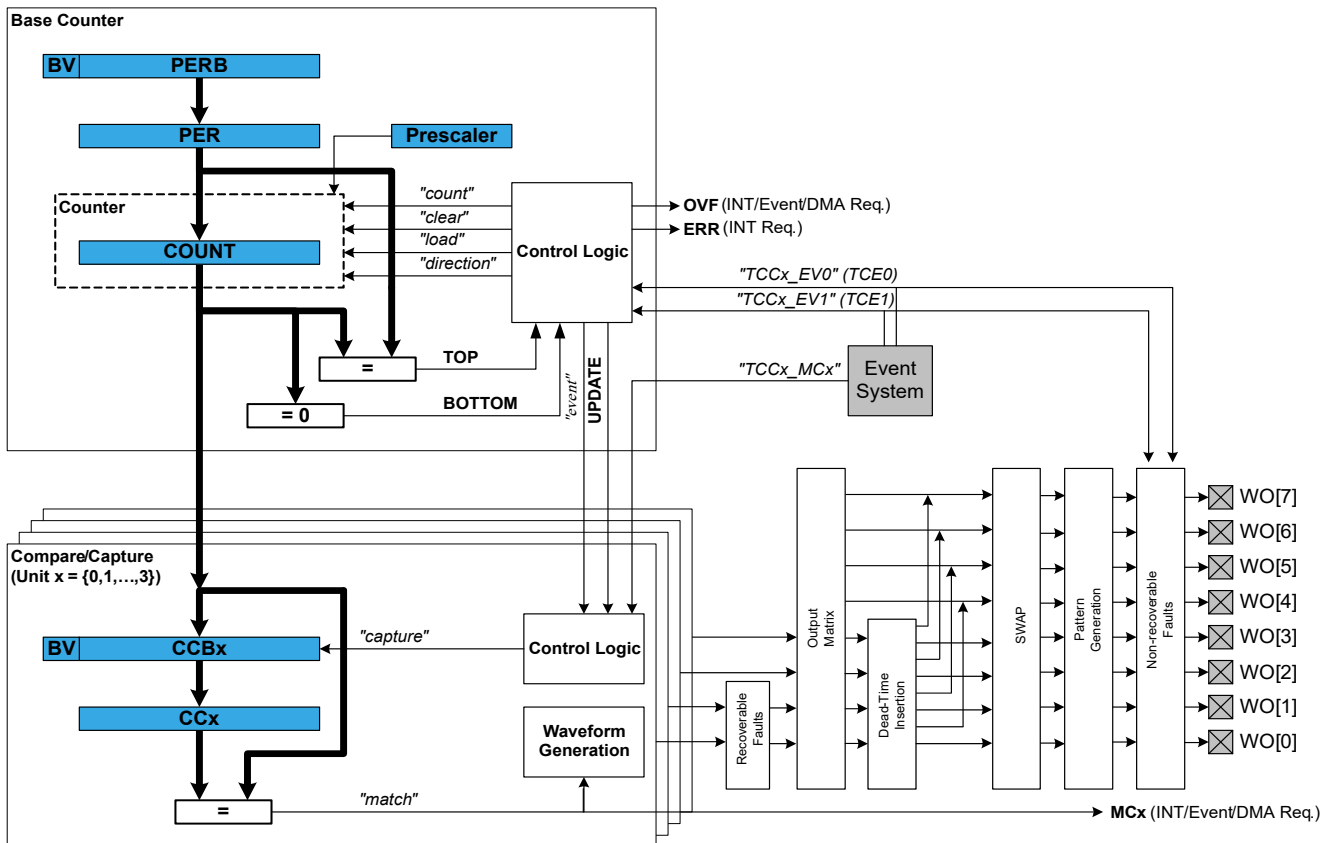 Base Counter
BV PERB
PER
Prescaler
Counter
COUNT
"count"
"clear"
"load"
"direction"
Control Logic
OVF (INT/Event/DMA Req.)
ERR (INT Req.)
"TCCx_EV0" (TCE0)
"TCCx_EV1" (TCE1)
"TCCx_MCx"
Event
System
=
TOP
= 0
BOTTOM
"event"
UPDATE
Compare/Capture
(Unit x = {0,1,…,3})
BV CCBx
"capture"
Control Logic
CCx
Waveform
Generation
=
"match"
Recoverable
Faults
Output
Matrix
Dead-Time
Insertion
SWAP
Pattern
Generation
Non-recoverable
Faults
WO[7]
WO[6]
WO[5]
WO[4]
WO[3]
WO[2]
WO[1]
WO[0]
MCx (INT/Event/DMA Req.)